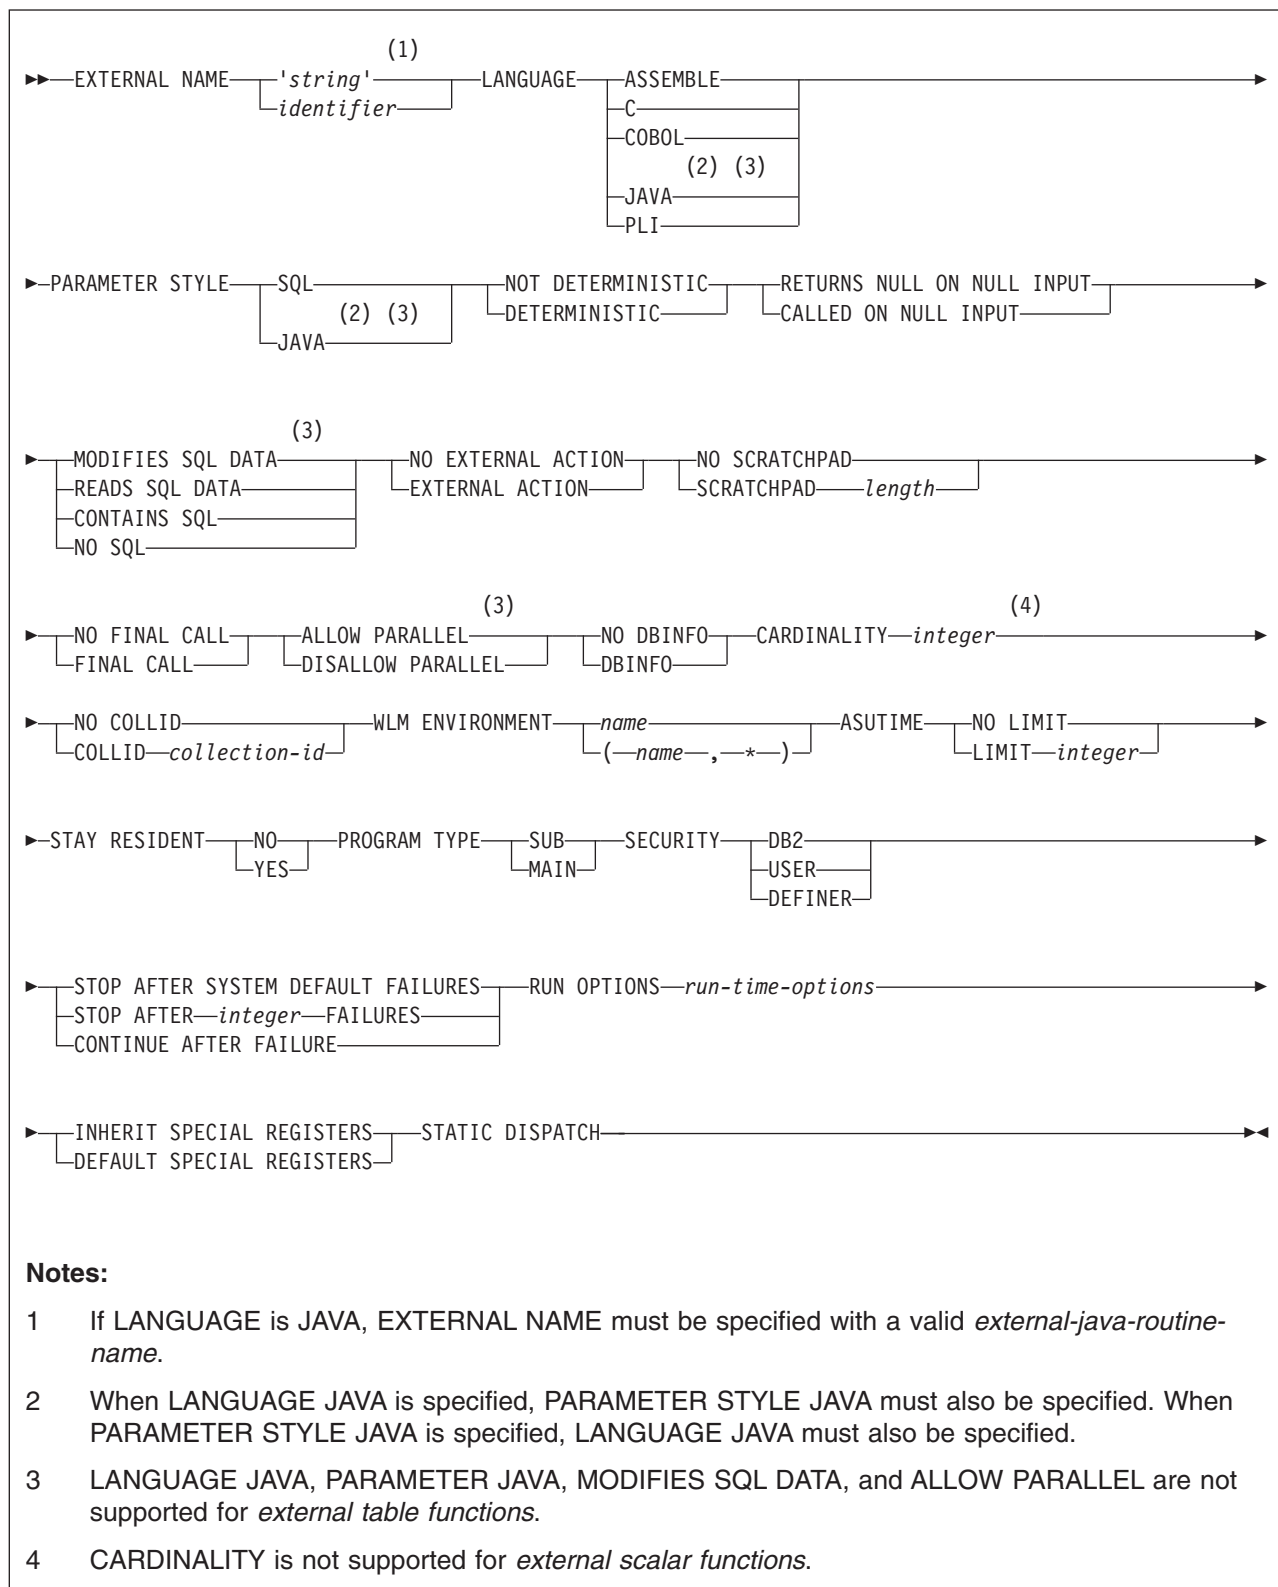 (1)
EXTERNAL NAME 'string' LANGUAGE ASSEMBLE
identifier C
COBOL
(2) (3)
JAVA
PLI
PARAMETER STYLE SQL NOT DETERMINISTIC RETURNS NULL ON NULL INPUT
(2) (3) DETERMINISTIC CALLED ON NULL INPUT
JAVA
(3)
MODIFIES SQL DATA NO EXTERNAL ACTION NO SCRATCHPAD
READS SQL DATA EXTERNAL ACTION SCRATCHPAD length
CONTAINS SQL
NO SQL
(3) (4)
NO FINAL CALL ALLOW PARALLEL NO DBINFO CARDINALITY integer
FINAL CALL DISALLOW PARALLEL DBINFO
NO COLLID WLM ENVIRONMENT name ASUTIME NO LIMIT
COLLID collection-id ( name , * ) LIMIT integer
STAY RESIDENT NO PROGRAM TYPE SUB SECURITY DB2
YES MAIN USER
DEFINER
STOP AFTER SYSTEM DEFAULT FAILURES RUN OPTIONS run-time-options
STOP AFTER integer FAILURES
CONTINUE AFTER FAILURE
INHERIT SPECIAL REGISTERS STATIC DISPATCH
DEFAULT SPECIAL REGISTERS
Notes:
1 If LANGUAGE is JAVA, EXTERNAL NAME must be specified with a valid external-java-routine-
name.
2 When LANGUAGE JAVA is specified, PARAMETER STYLE JAVA must also be specified. When
PARAMETER STYLE JAVA is specified, LANGUAGE JAVA must also be specified.
3 LANGUAGE JAVA, PARAMETER JAVA, MODIFIES SQL DATA, and ALLOW PARALLEL are not
supported for external table functions.
4 CARDINALITY is not supported for external scalar functions.